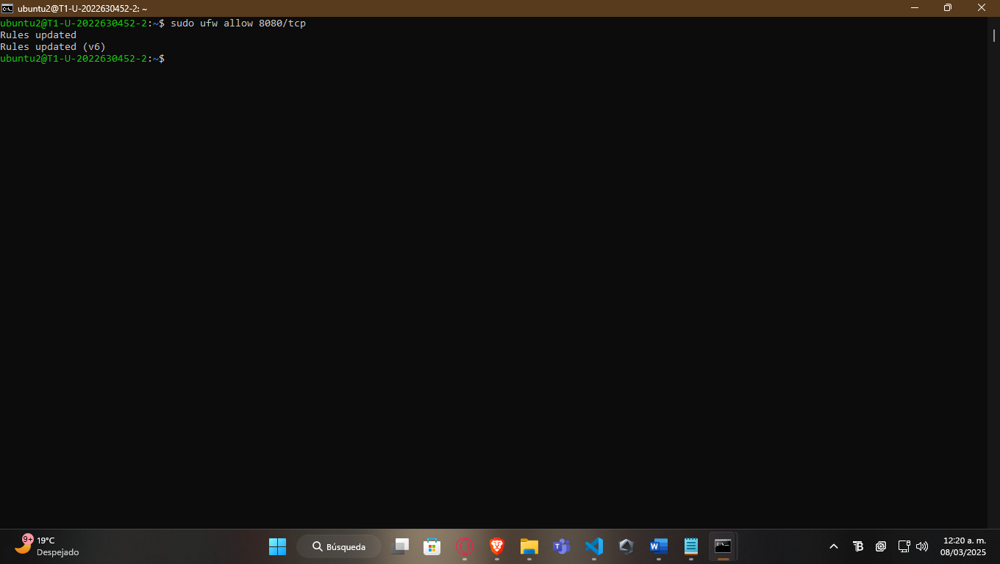 ubuntu2@T1-U-2022630452-2: ~
ubuntu2@T1-U-2022630452-2:~$ sudo ufw allow 8080/tcp
Rules updated
Rules updated (v6)
ubuntu2@T1-U-2022630452-2:~$
9+
19°C
Despejado
Búsqueda
12:20 a. m.
08/03/2025